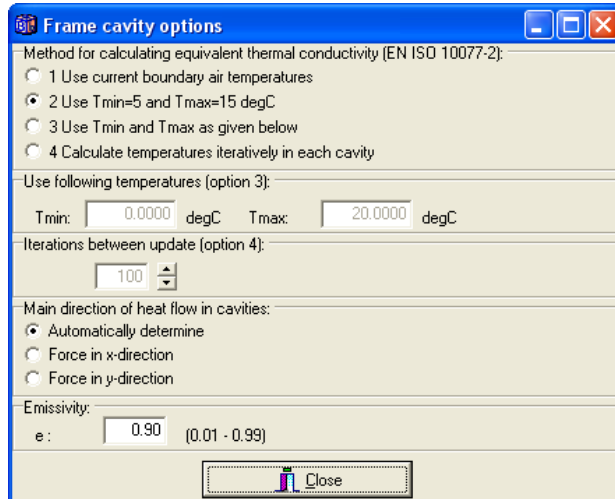 Frame cavity options
Method for calculating equivalent thermal conductivity (EN ISO 10077-2):
1 Use current boundary air temperatures
2 Use Tmin=5 and Tmax=15 degC
3 Use Tmin and Tmax as given below
4 Calculate temperatures iteratively in each cavity
Use following temperatures (option 3):
Tmin: 0.0000 degC Tmax: 20.0000 degC
Iterations between update (option 4):
100
Main direction of heat flow in cavities:
Automatically determine
Force in x-direction
Force in y-direction
Emissivity:
e : 0.90 (0.01 - 0.99)
Close